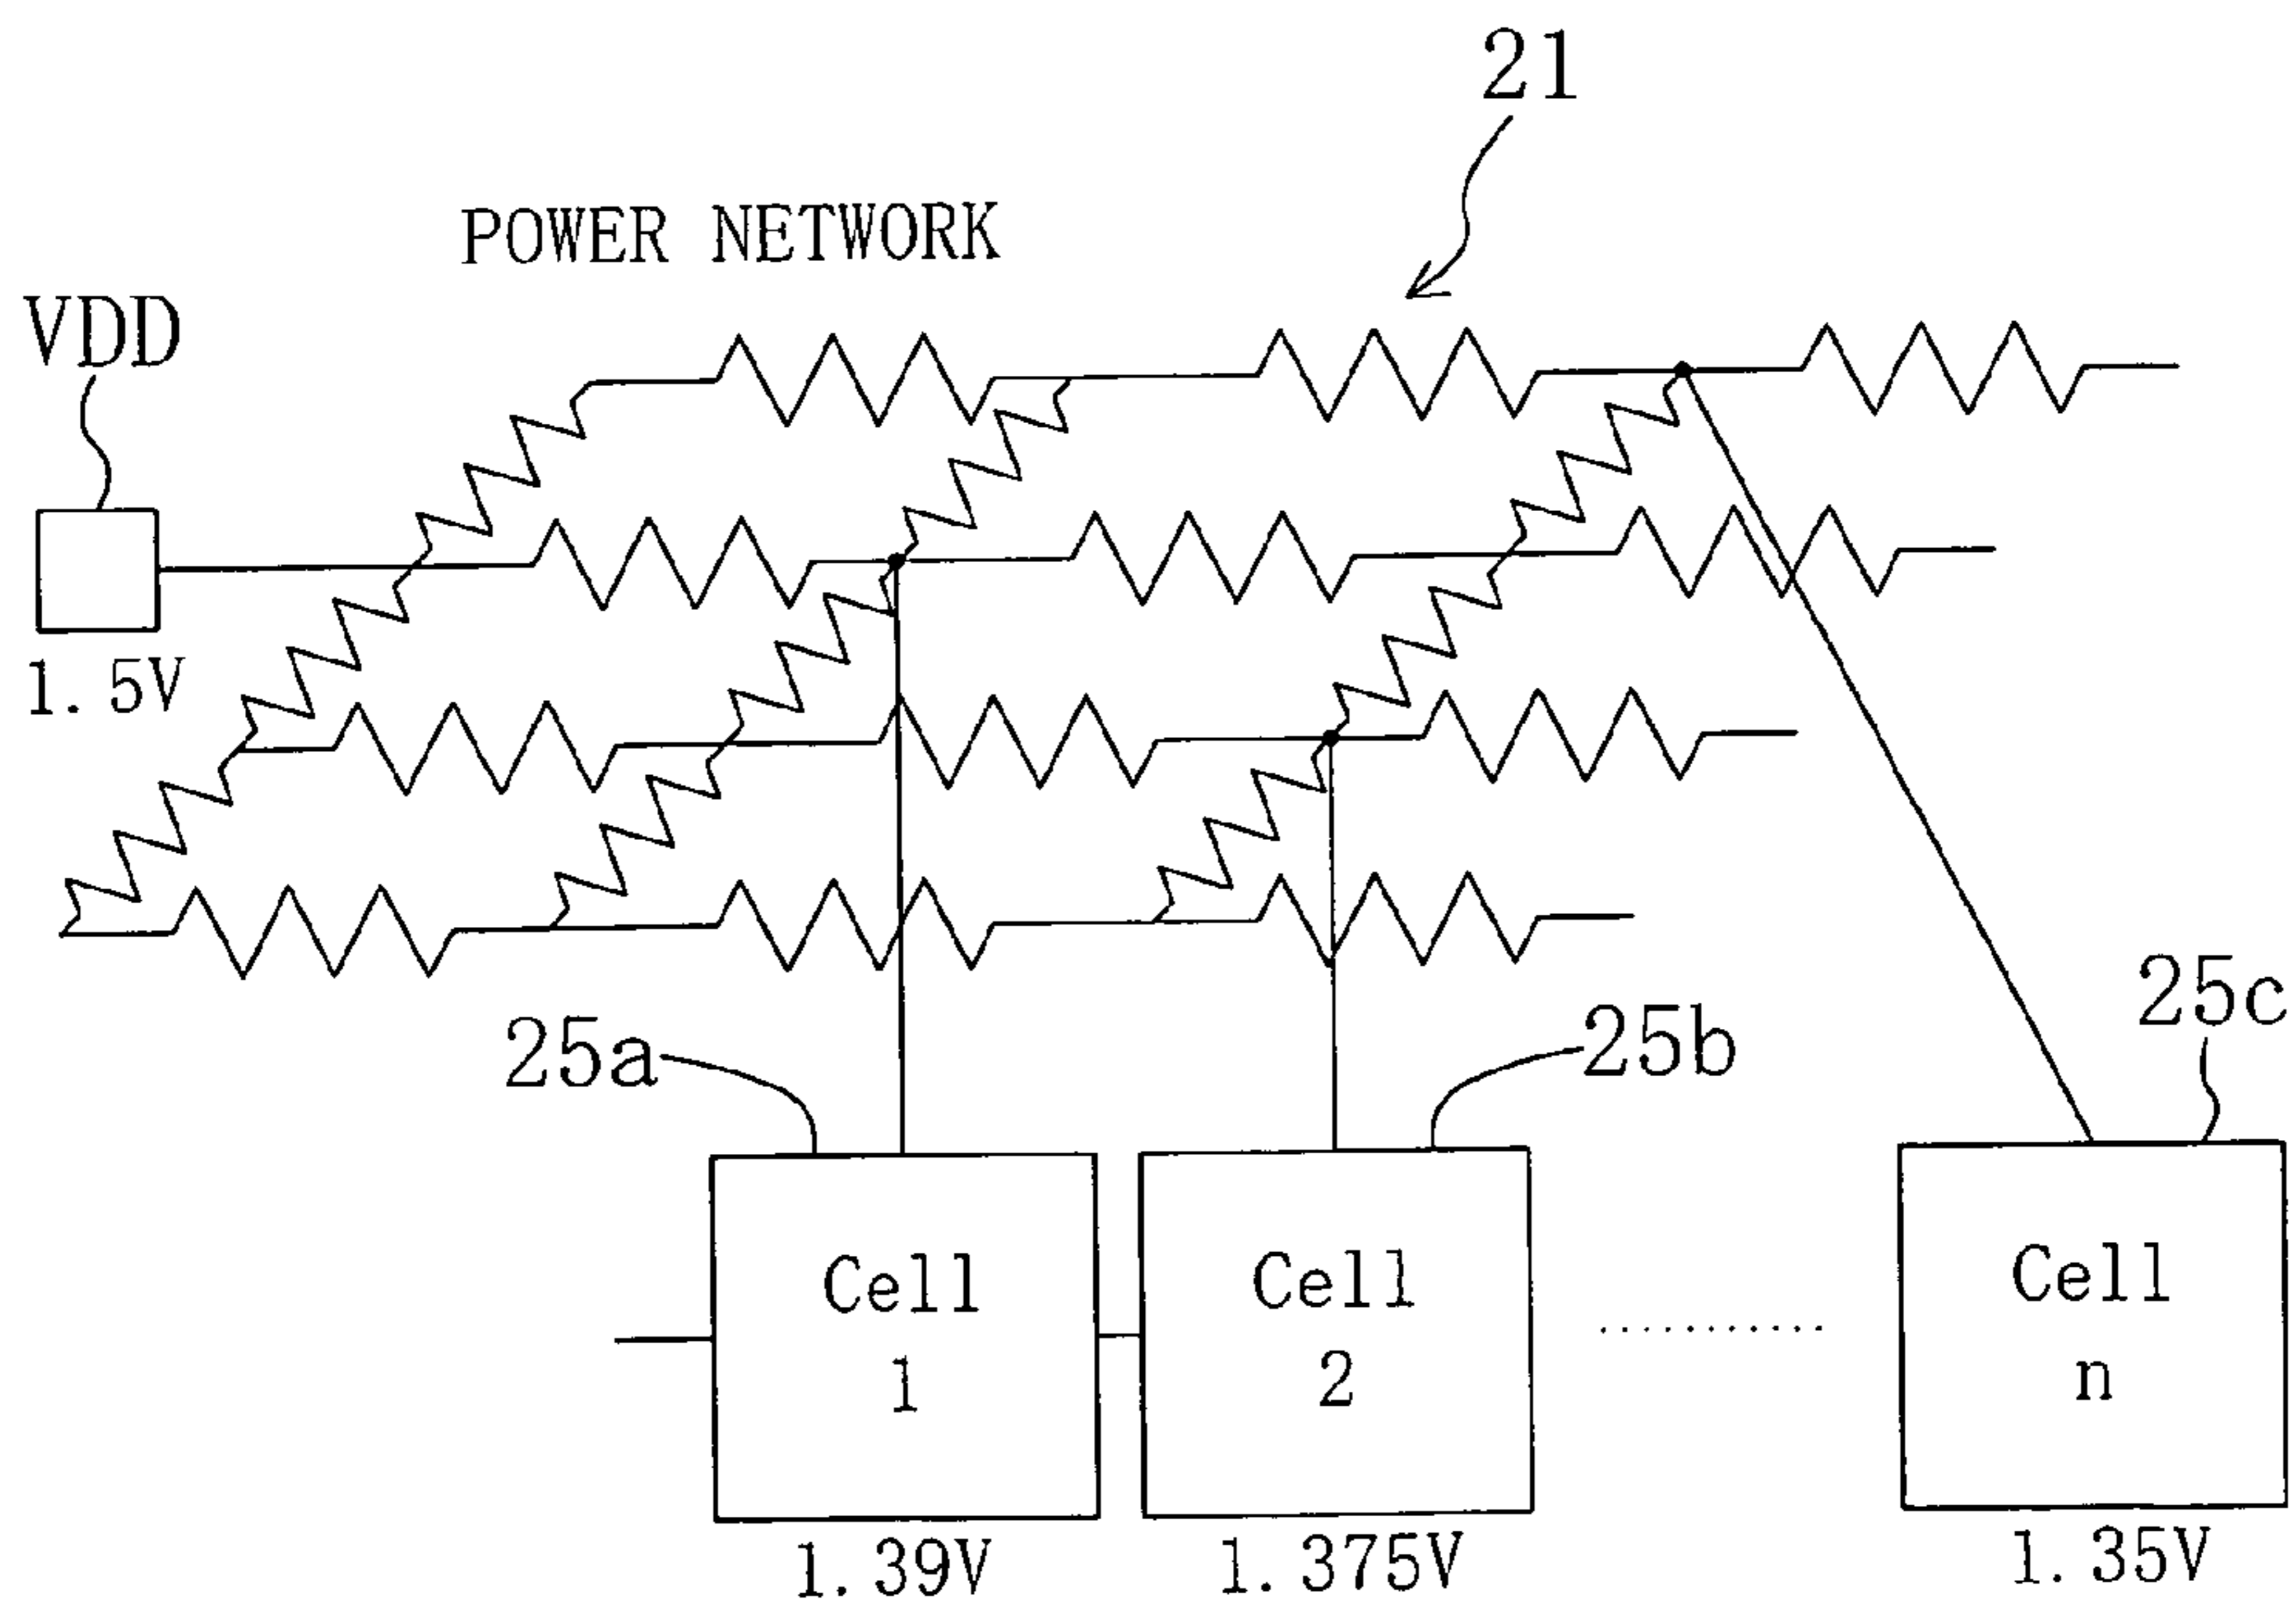 21
POWER NETWORK
VDD
1.5V
25a
25b
25c
Cell
1
Cell
2
............
Cell
n
1.39V
1.375V
1.35V